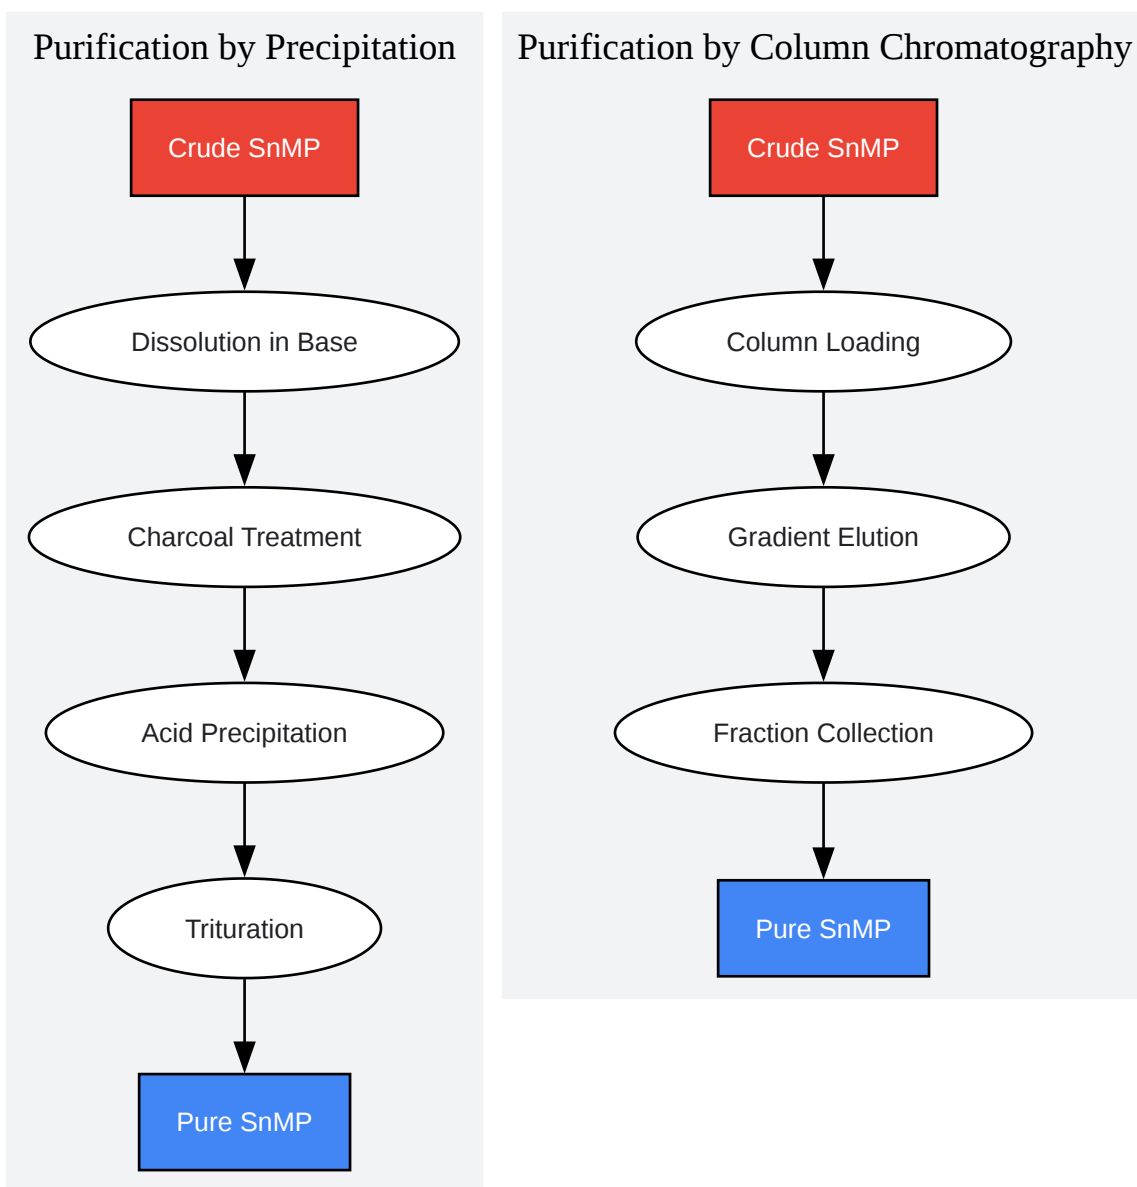 Purification by Precipitation
Crude SnMP
Dissolution in Base
Charcoal Treatment
Acid Precipitation
Trituration
Pure SnMP
Purification by Column Chromatography
Crude SnMP
Column Loading
Gradient Elution
Fraction Collection
Pure SnMP